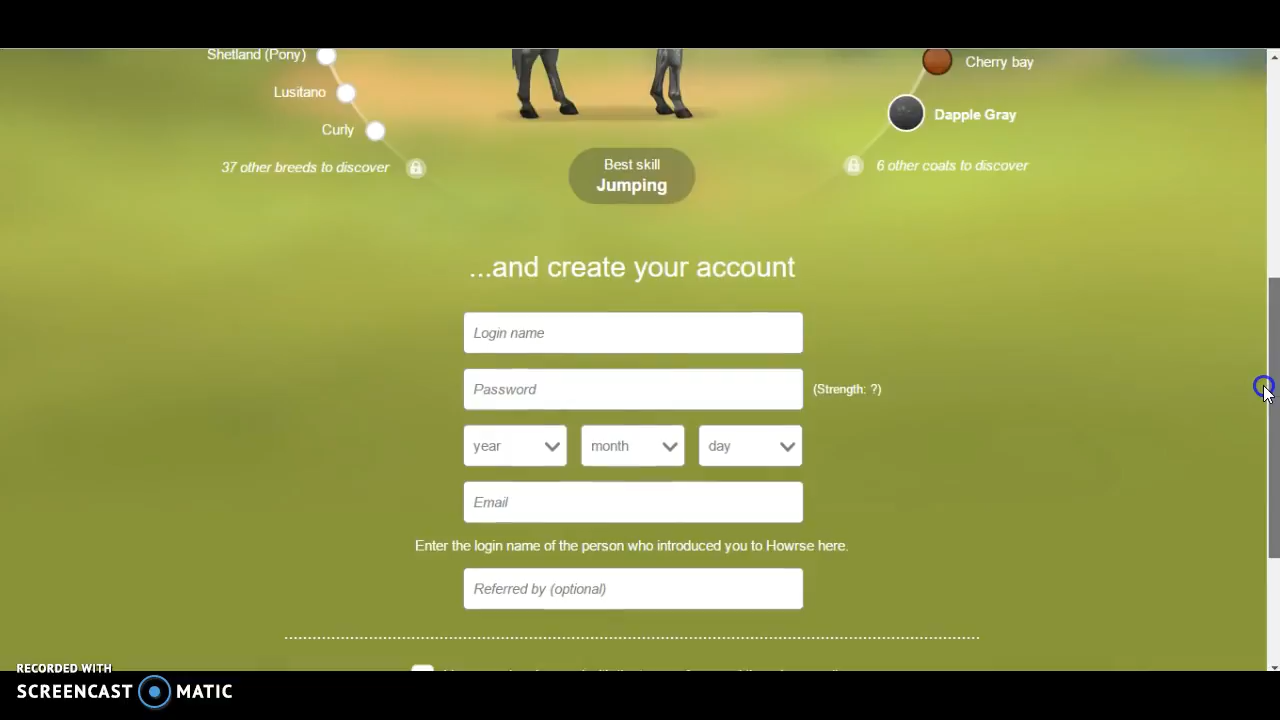 Shetland (Pony)
Cherry bay
Lusitano
Dapple Gray
Curly
37 other breeds to discover
6 other coats to discover
Best skill
Jumping
...and create your account
Login name
Password
(Strength: ?)
year month day
Email
Enter the login name of the person who introduced you to Howrse here.
Referred by (optional)
RECORDED WITH
SCREENCAST MATIC